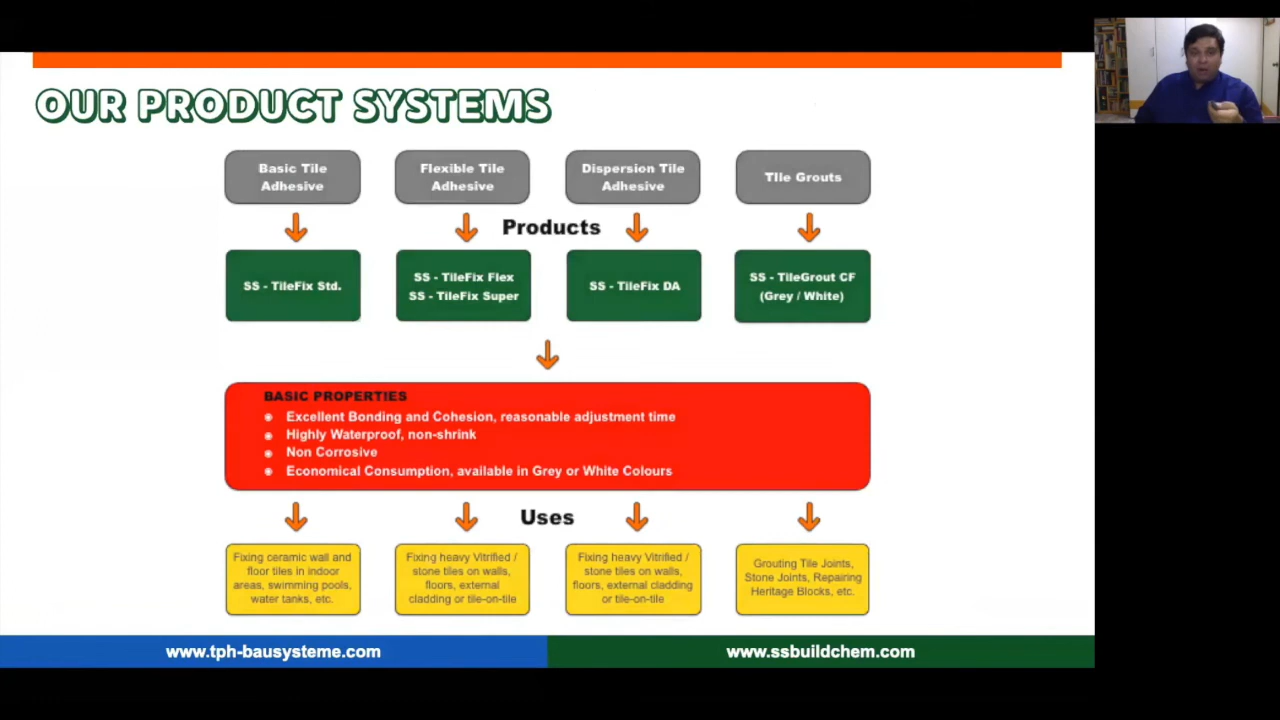 OUR PRODUCT SYSTEMS
Basic Tile
Adhesive
Flexible Tile
Adhesive
Dispersion Tile
Adhesive
TIle Grouts
Products
SS - TileFix Std.
SS - TileFix Flex
SS - TileFix Super
SS - TileFix DA
SS - TileGrout CF
(Grey / White)
BASIC PROPERTIES
Excellent Bonding and Cohesion, reasonable adjustment time
Highly Waterproof, non-shrink
Non Corrosive
Economical Consumption, available in Grey or White Colours
Uses
Fixing ceramic wall and
floor tiles in indoor
areas, swimming pools,
water tanks, etc.
Fixing heavy Vitrified /
stone tiles on walls,
floors, external
cladding or tile-on-tile
Fixing heavy Vitrified /
stone tiles on walls,
floors, external cladding
or tile-on-tile
Grouting Tile Joints,
Stone Joints, Repairing
Heritage Blocks, etc.
www.tph-bausysteme.com
www.ssbuildchem.com